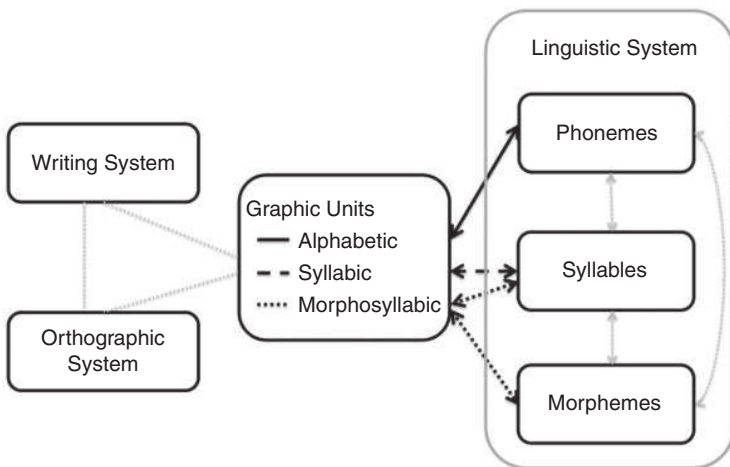 Linguistic System
Phonemes
Writing System
Graphic Units
Alphabetic
Syllabic
Morphosyllabic
Syllables
Orthographic
System
Morphemes